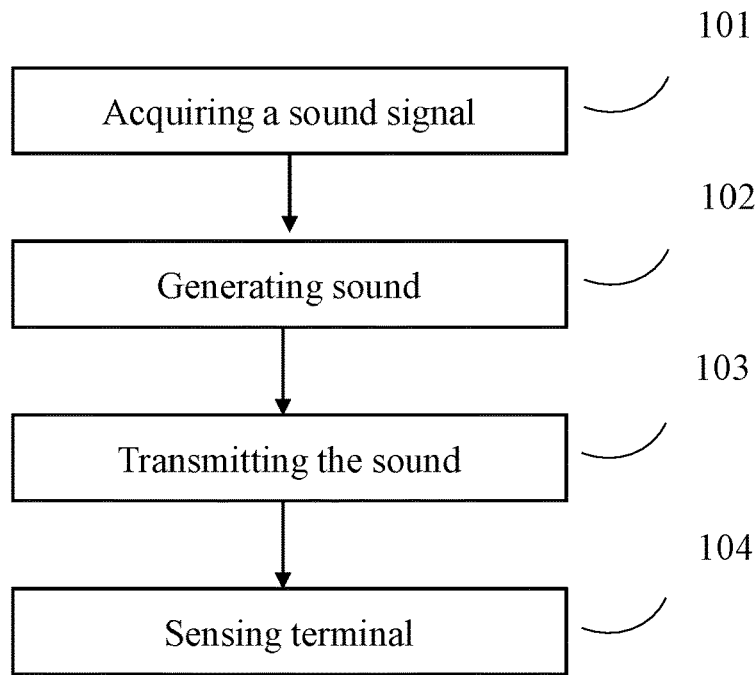 101
Acquiring a sound signal
102
Generating sound
103
Transmitting the sound
104
Sensing terminal